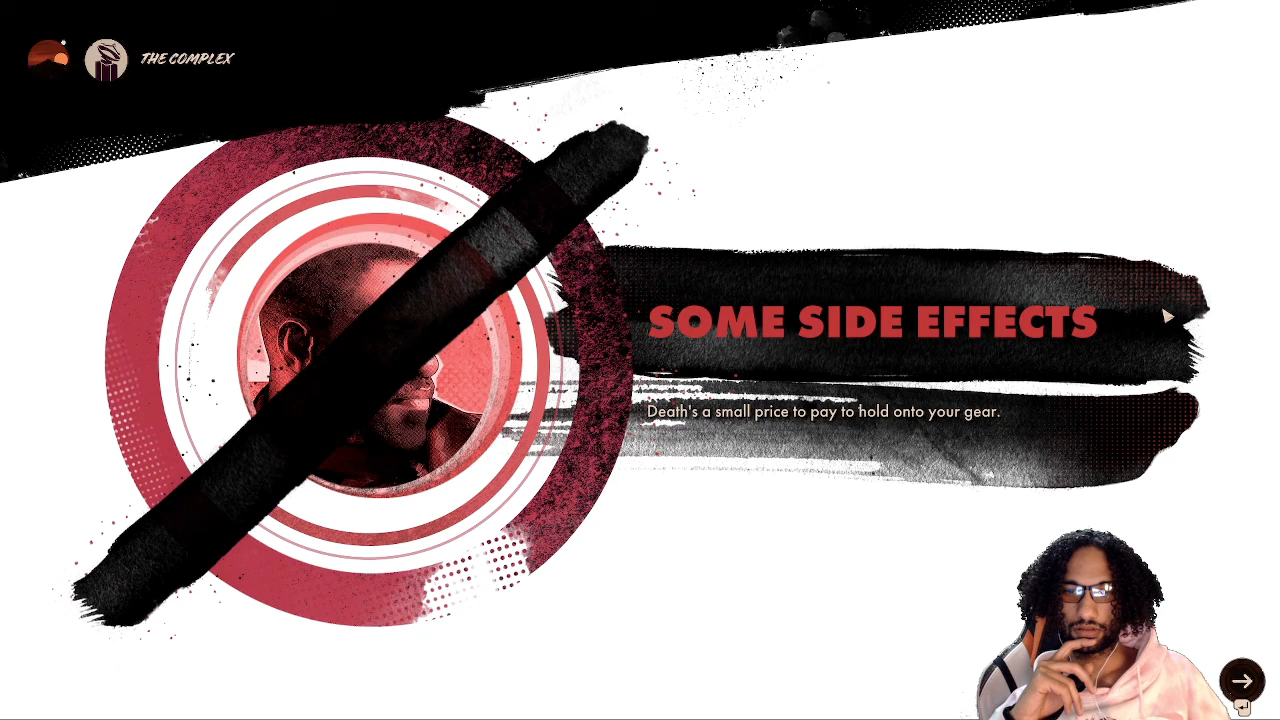 THE COMPLEX
SOME SIDE EFFECTS
Death's a small price to pay to hold onto your gear.